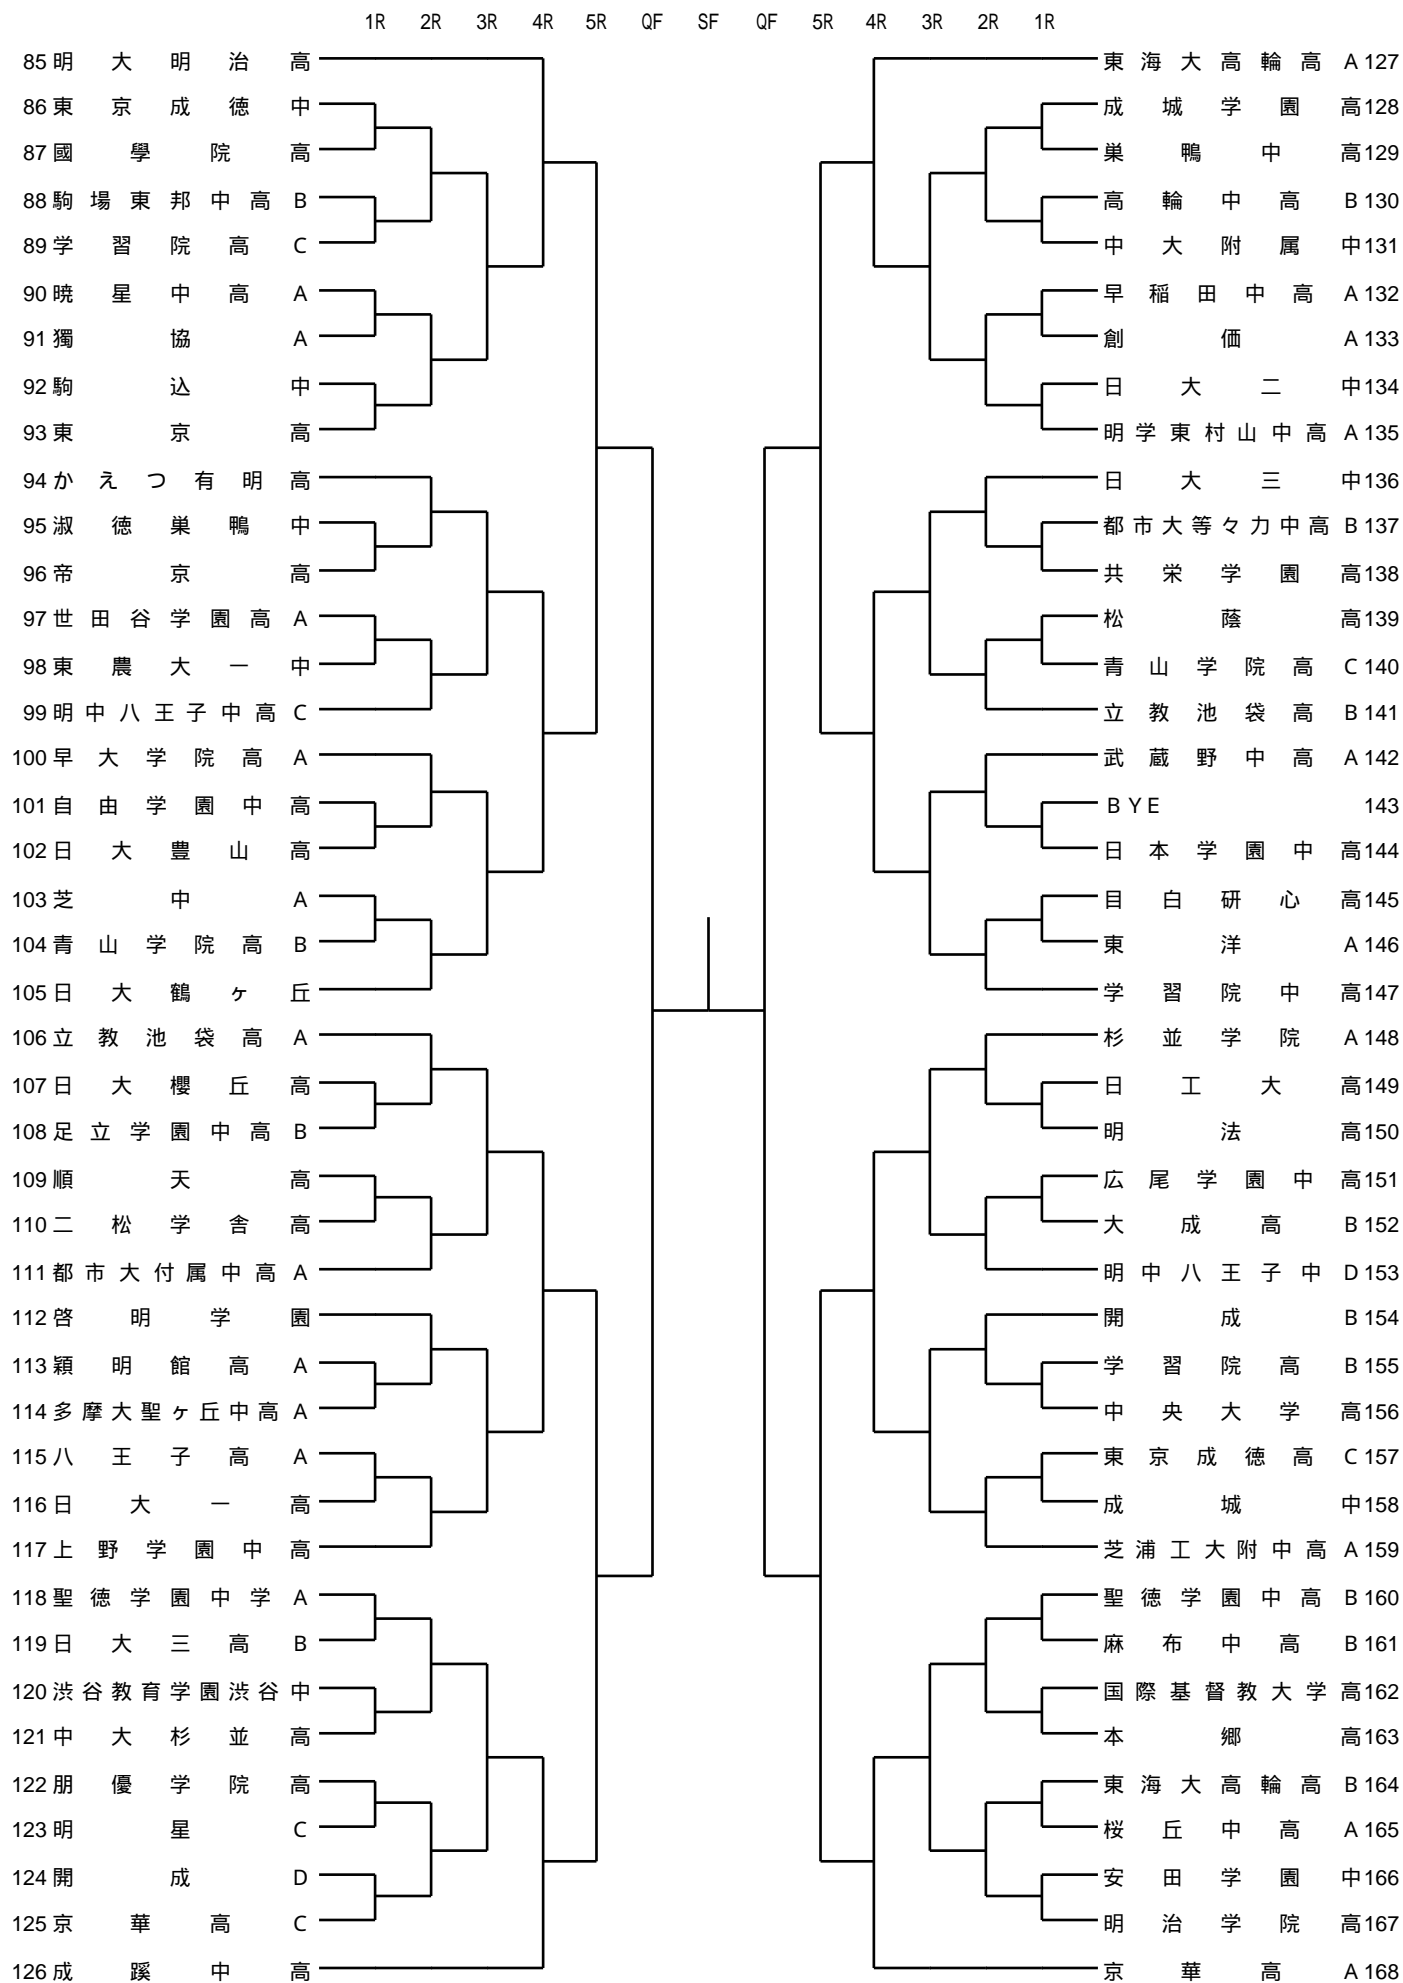 1R 2R 3R 4R 5R QF SF QF 5R 4R 3R 2R 1R
85 明大明治高 東海大高輪高 A 127
86 東京成徳中 成城学園高 128
87 國學院高 巣鴨中高 129
88 駒場東邦中高 B 高輪中高 B 130
89 学習院高 C 中大附属中 131
90 暁星中高 A 早稲田中高 A 132
91 獨協 A 創価 A 133
92 駒込中 日大二中 134
93 東京高 明学東村山中高 A 135
94 かえつ有明高 日大三中 136
95 淑徳巣鴨中 都市大等々力中高 B 137
96 帝京高 共栄学園高 138
97 世田谷学園高 A 松蔭高 139
98 東農大一中 青山学院高 C 140
99 明中八王子中高 C 立教池袋高 B 141
100 早大学院高 A 武蔵野中高 A 142
101 自由学園中高 BYE 143
102 日大豊山高 日本学園中高 144
103 芝中 A 目白研心高 145
104 青山学院高 B 東洋 A 146
105 日大鶴ヶ丘 学習院中高 147
106 立教池袋高 A 杉並学院 A 148
107 日大櫻丘高 日工大高 149
108 足立学園中高 B 明法高 150
109 順天高 広尾学園中高 151
110 二松学舎高 大成高 B 152
111 都市大付属中高 A 明中八王子中 D 153
112 啓明学園 開成 B 154
113 穎明館高 A 学習院高 B 155
114 多摩大聖ヶ丘中高 A 中央大学高 156
115 八王子高 A 東京成徳高 C 157
116 日大一高 成城中 158
117 上野学園中高 芝浦工大附中高 A 159
118 聖徳学園中学 A 聖徳学園中高 B 160
119 日大三高 B 麻布中高 B 161
120 渋谷教育学園渋谷中 国際基督教大学高 162
121 中大杉並高 本郷高 163
122 朋優学院高 東海大高輪高 B 164
123 明星 C 桜丘中高 A 165
124 開成 D 安田学園中 166
125 京華高 C 明治学院高 167
126 成蹊中高 京華高 A 168